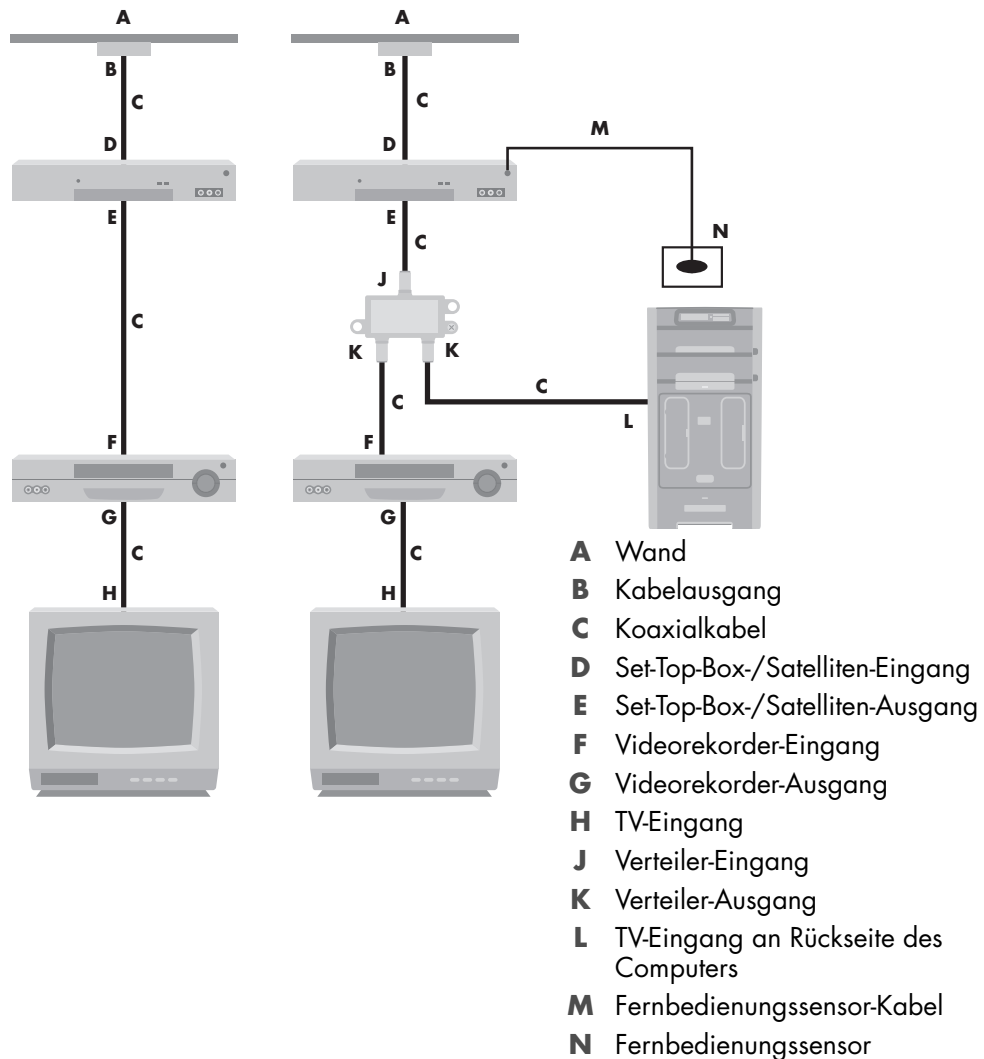 A
A
B
B
C
C
M
D
D
E
E
N
C
J
C
K
K
C
C
L
F
F
G
G
C
C
H
H
A Wand
B Kabelausgang
C Koaxialkabel
D Set-Top-Box-/Satelliten-Eingang
E Set-Top-Box-/Satelliten-Ausgang
F Videorekorder-Eingang
G Videorekorder-Ausgang
H TV-Eingang
J Verteiler-Eingang
K Verteiler-Ausgang
L TV-Eingang an Rückseite des
Computers
M Fernbedienungssensor-Kabel
N Fernbedienungssensor